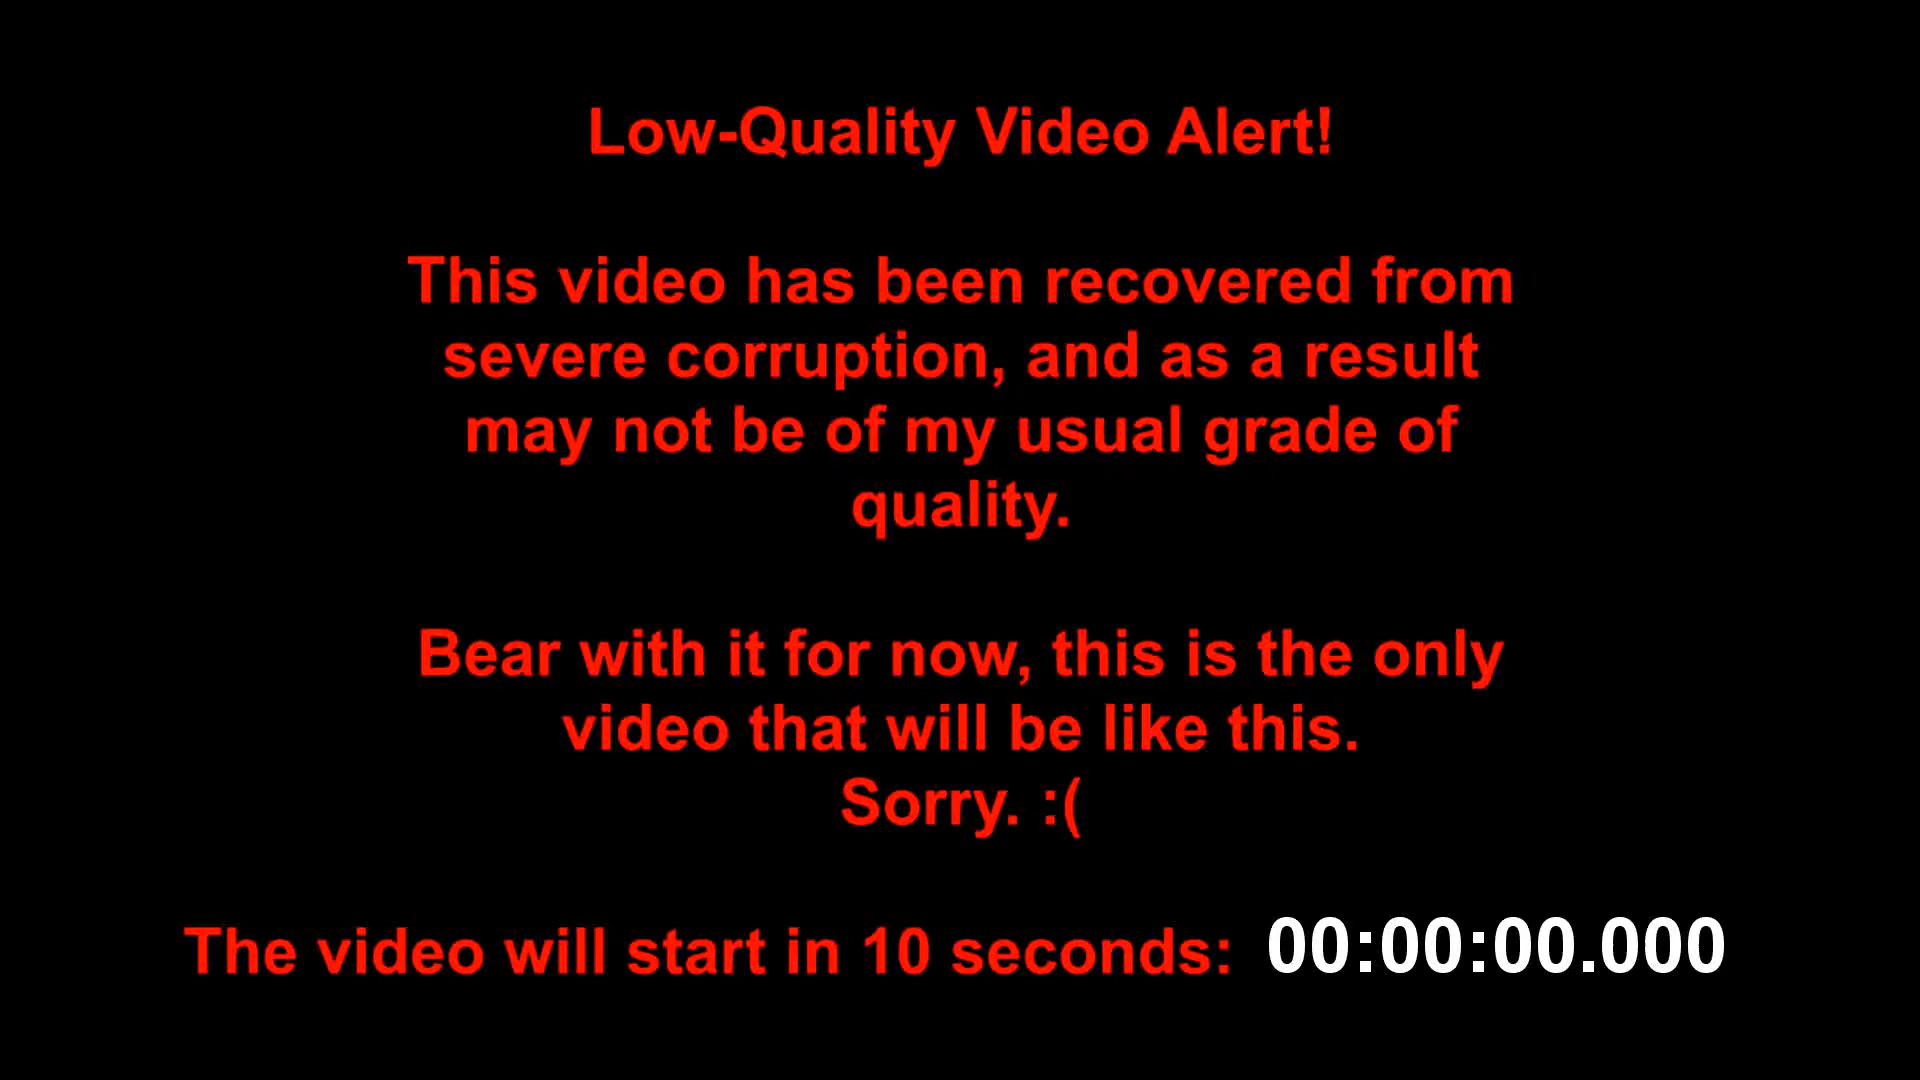 Low-Quality Video Alert!
This video has been recovered from
severe corruption, and as a result
may not be of my usual grade of
quality.
Bear with it for now, this is the only
video that will be like this.
Sorry. :(
The video will start in 10 seconds: 00:00:00.000